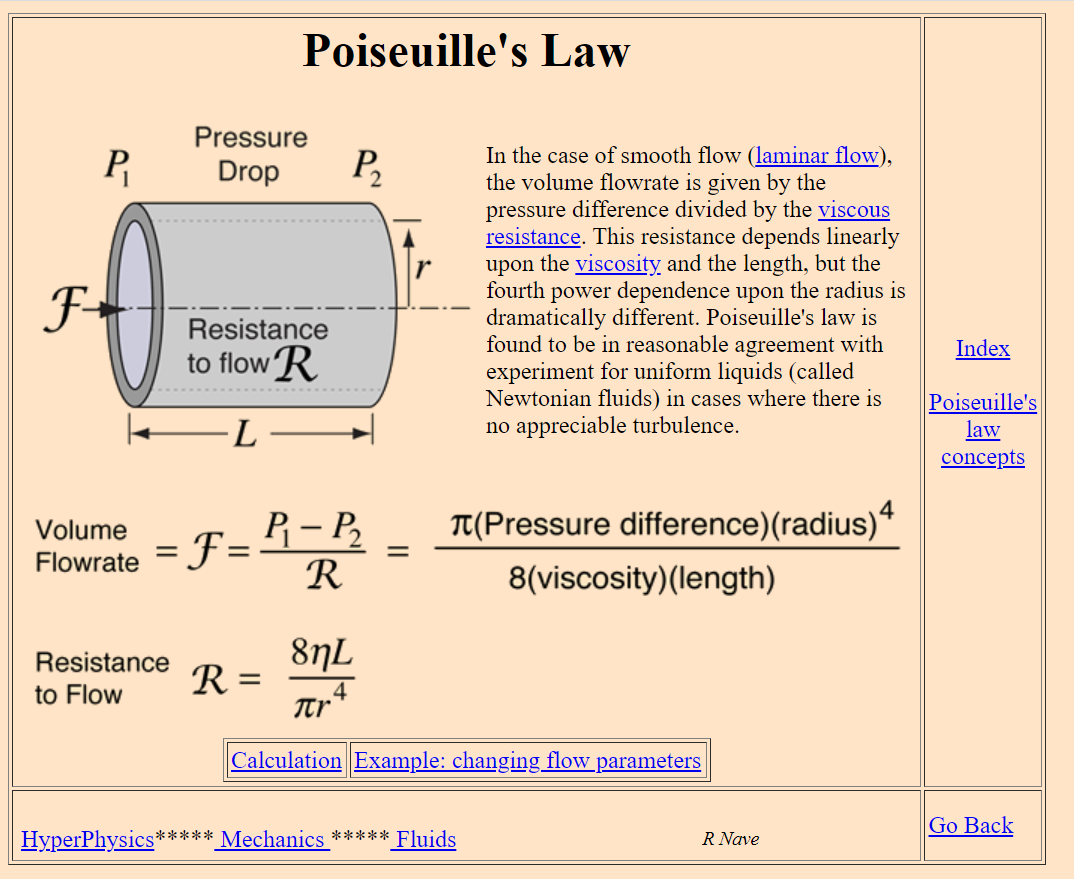 Poiseuille's Law
P₁
Pressure
Drop
P₂
ℱ
r
Resistance
to flow ℛ
L
In the case of smooth flow (laminar flow),
the volume flowrate is given by the
pressure difference divided by the viscous
resistance. This resistance depends linearly
upon the viscosity and the length, but the
fourth power dependence upon the radius is
dramatically different. Poiseuille's law is
found to be in reasonable agreement with
experiment for uniform liquids (called
Newtonian fluids) in cases where there is
no appreciable turbulence.
Volume
Flowrate
= ℱ =
P₁ − P₂
ℛ
=
π(Pressure difference)(radius)⁴
8(viscosity)(length)
Resistance
to Flow
ℛ =
8ηL
πr⁴
Calculation Example: changing flow parameters
Index
Poiseuille's
law
concepts
HyperPhysics***** Mechanics ***** Fluids
R Nave
Go Back